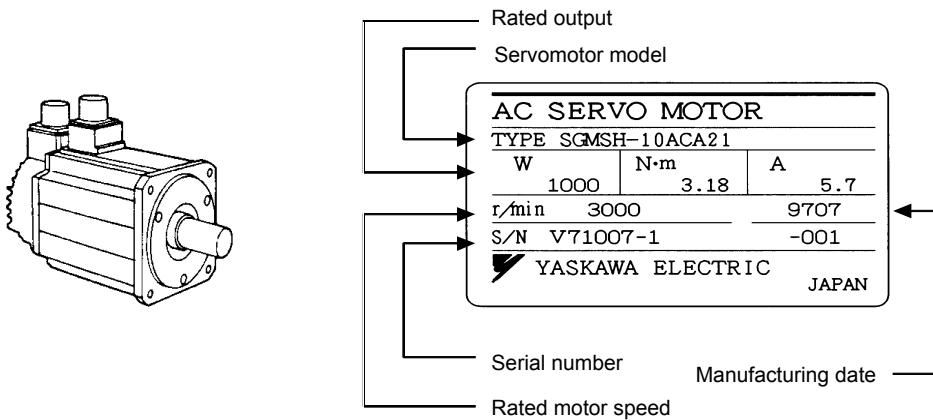 Rated output
Servomotor model
AC SERVO MOTOR
TYPE SGMSH-10ACA21
W N·m A
1000 3.18 5.7
r/min 3000 9707
S/N V71007-1 -001
YASKAWA ELECTRIC
JAPAN
Serial number
Manufacturing date
Rated motor speed